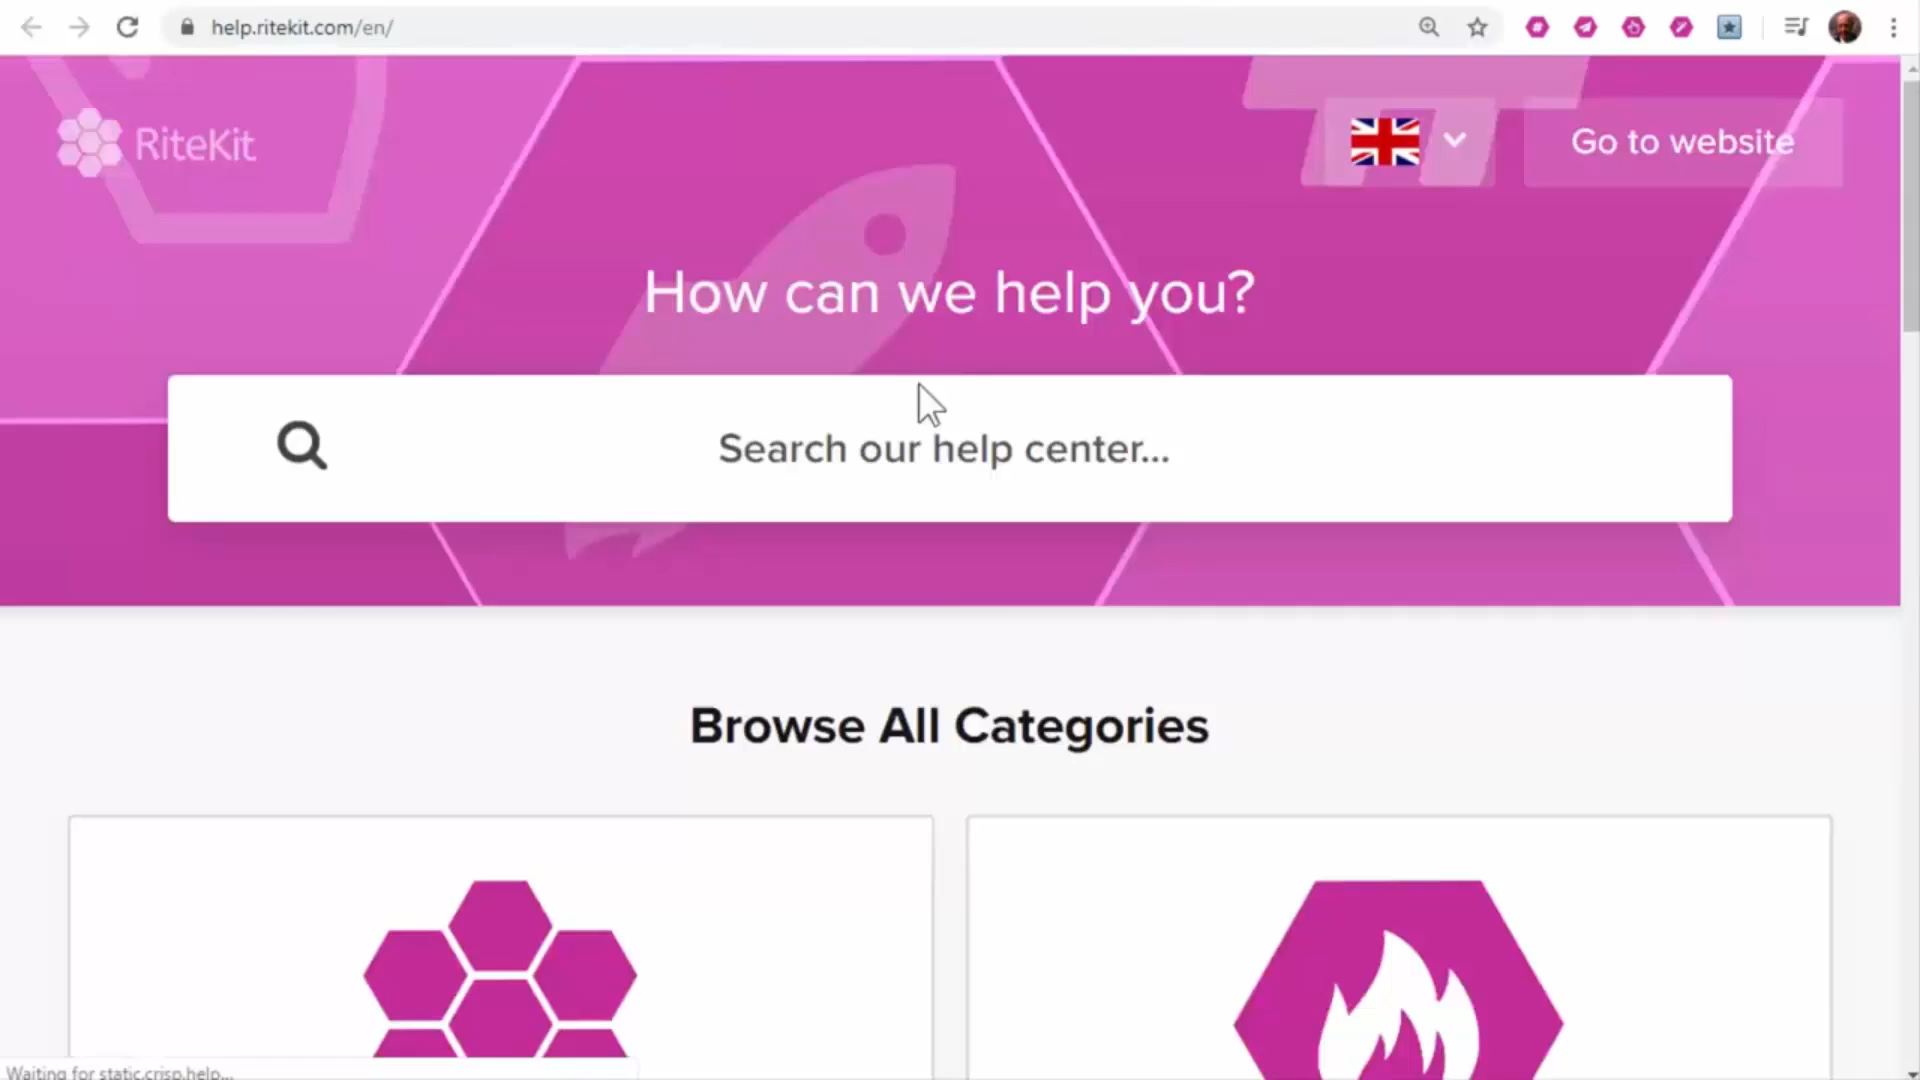 help.ritekit.com/en/
RiteKit
Go to website
How can we help you?
Search our help center...
Browse All Categories
Waiting for static.crisp.help...